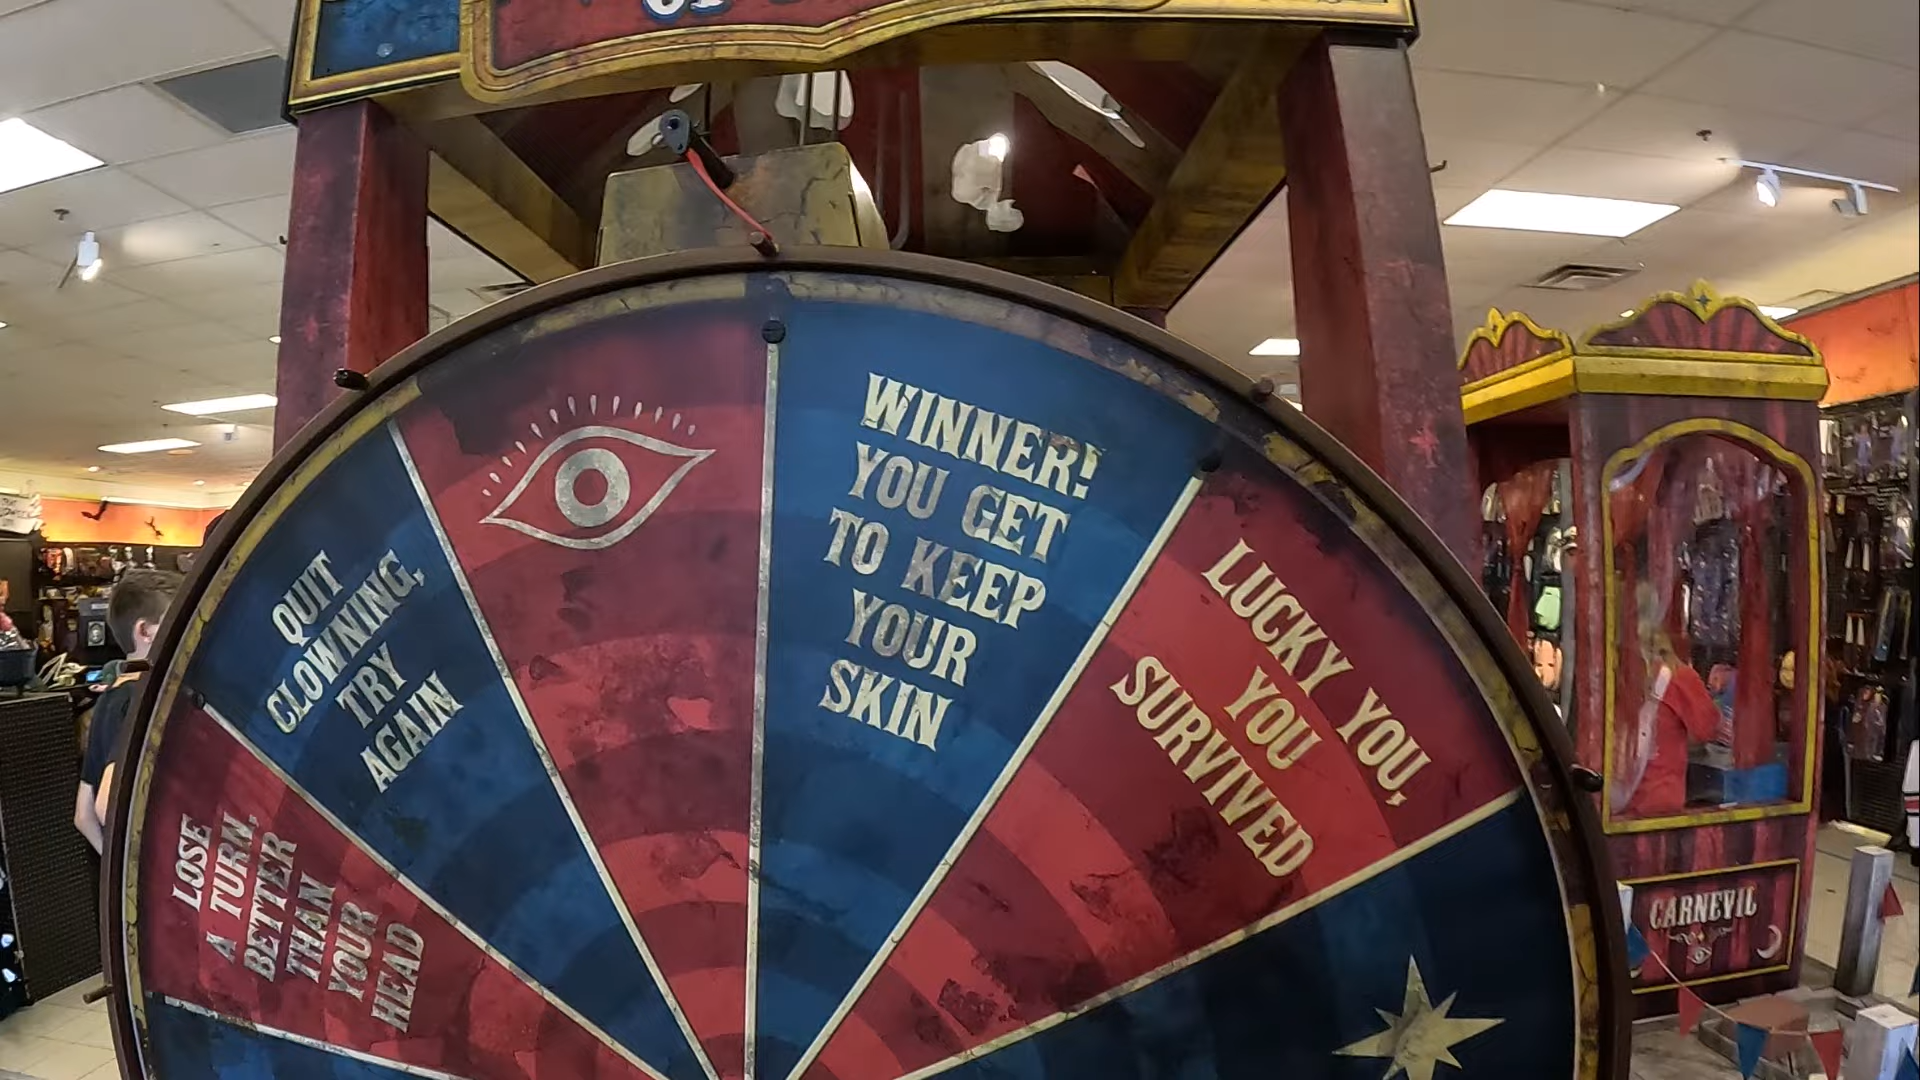 QUIT
CLOWNING,
TRY
AGAIN
WINNER!
YOU GET
TO KEEP
YOUR
SKIN
LUCKY YOU,
YOU
SURVIVED
LOSE
A TURN,
BETTER
THAN
YOUR
HEAD
CARNEVIL